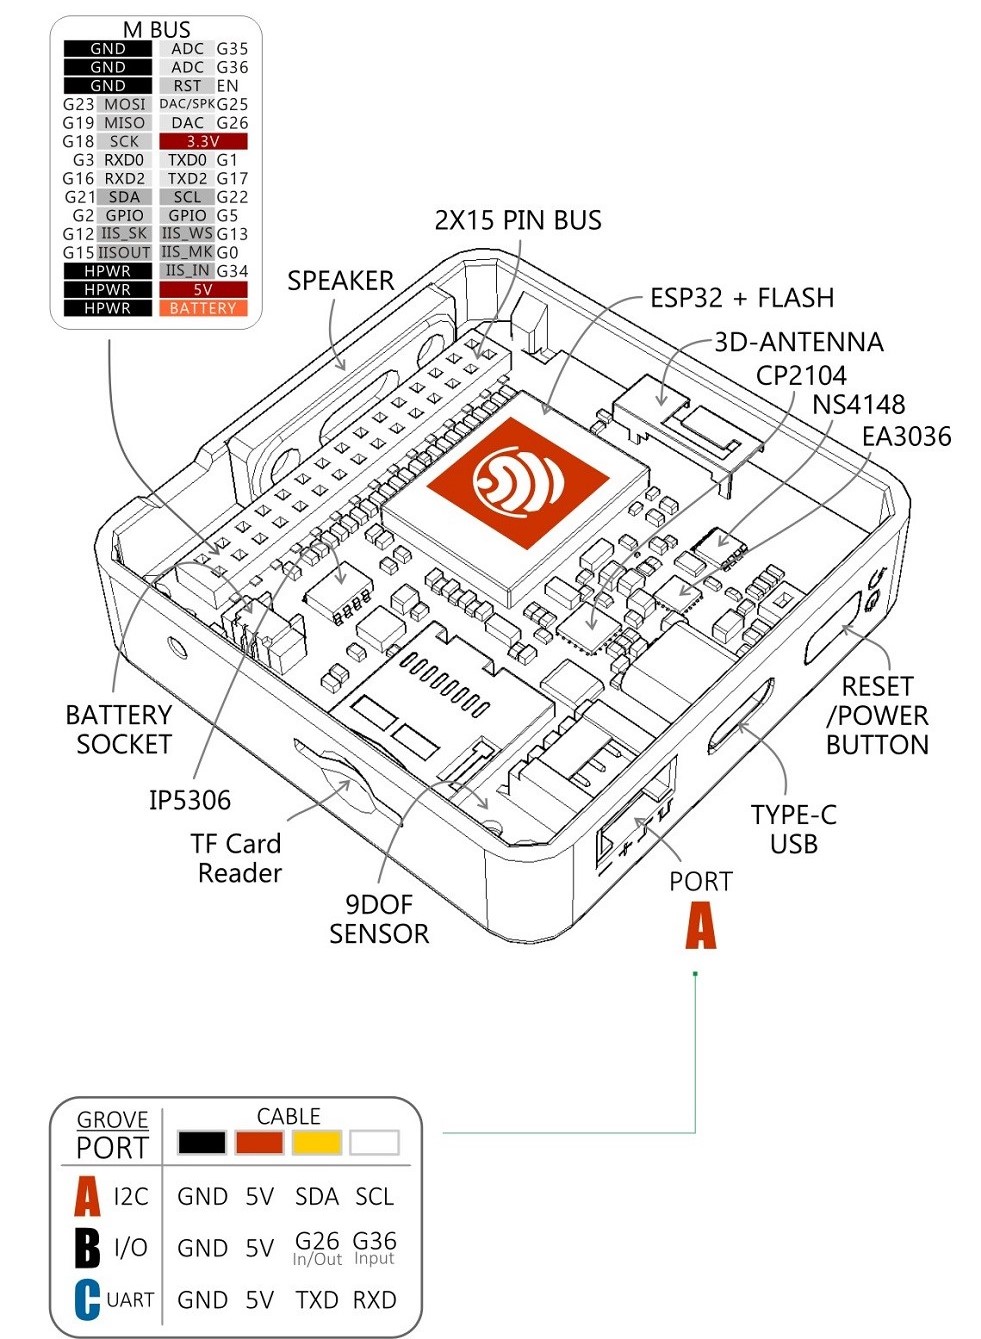 M BUS
GND ADC G35
GND ADC G36
GND RST EN
G23 MOSI DAC/SPK G25
G19 MISO DAC G26
G18 SCK 3.3V
G3 RXD0 TXD0 G1
G16 RXD2 TXD2 G17
G21 SDA SCL G22
G2 GPIO GPIO G5
G12 IIS_SK IIS_WS G13
G15 IISOUT IIS_MK G0
HPWR IIS_IN G34
HPWR 5V
HPWR BATTERY
2X15 PIN BUS
SPEAKER
ESP32 + FLASH
3D-ANTENNA
CP2104
NS4148
EA3036
BATTERY
SOCKET
RESET
/POWER
BUTTON
IP5306
TF Card
Reader
TYPE-C
USB
9DOF
SENSOR
PORT
A
GROVE
PORT
CABLE
A I2C GND 5V SDA SCL
B I/O GND 5V G26 G36
In/Out Input
C UART GND 5V TXD RXD